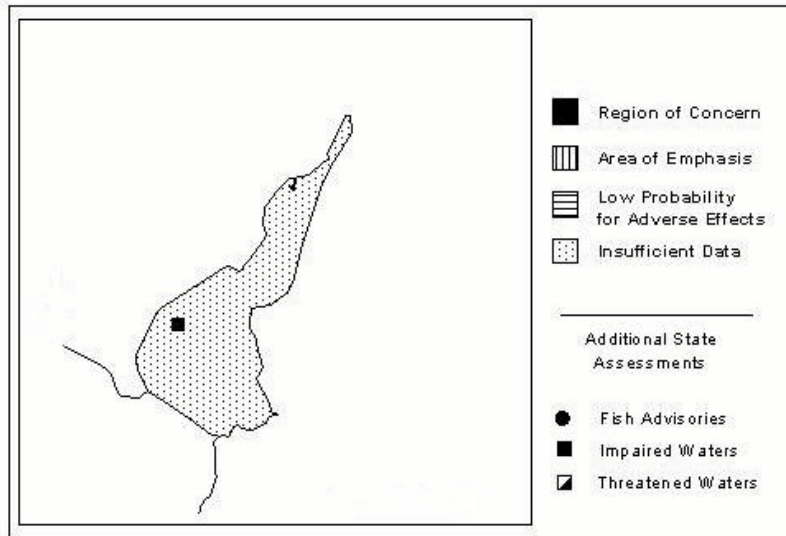 Region of Concern
Area of Emphasis
Low Probability
for Adverse Effects
Insufficient Data
Additional State
Assessments
Fish Advisories
Impaired Waters
Threatened Waters